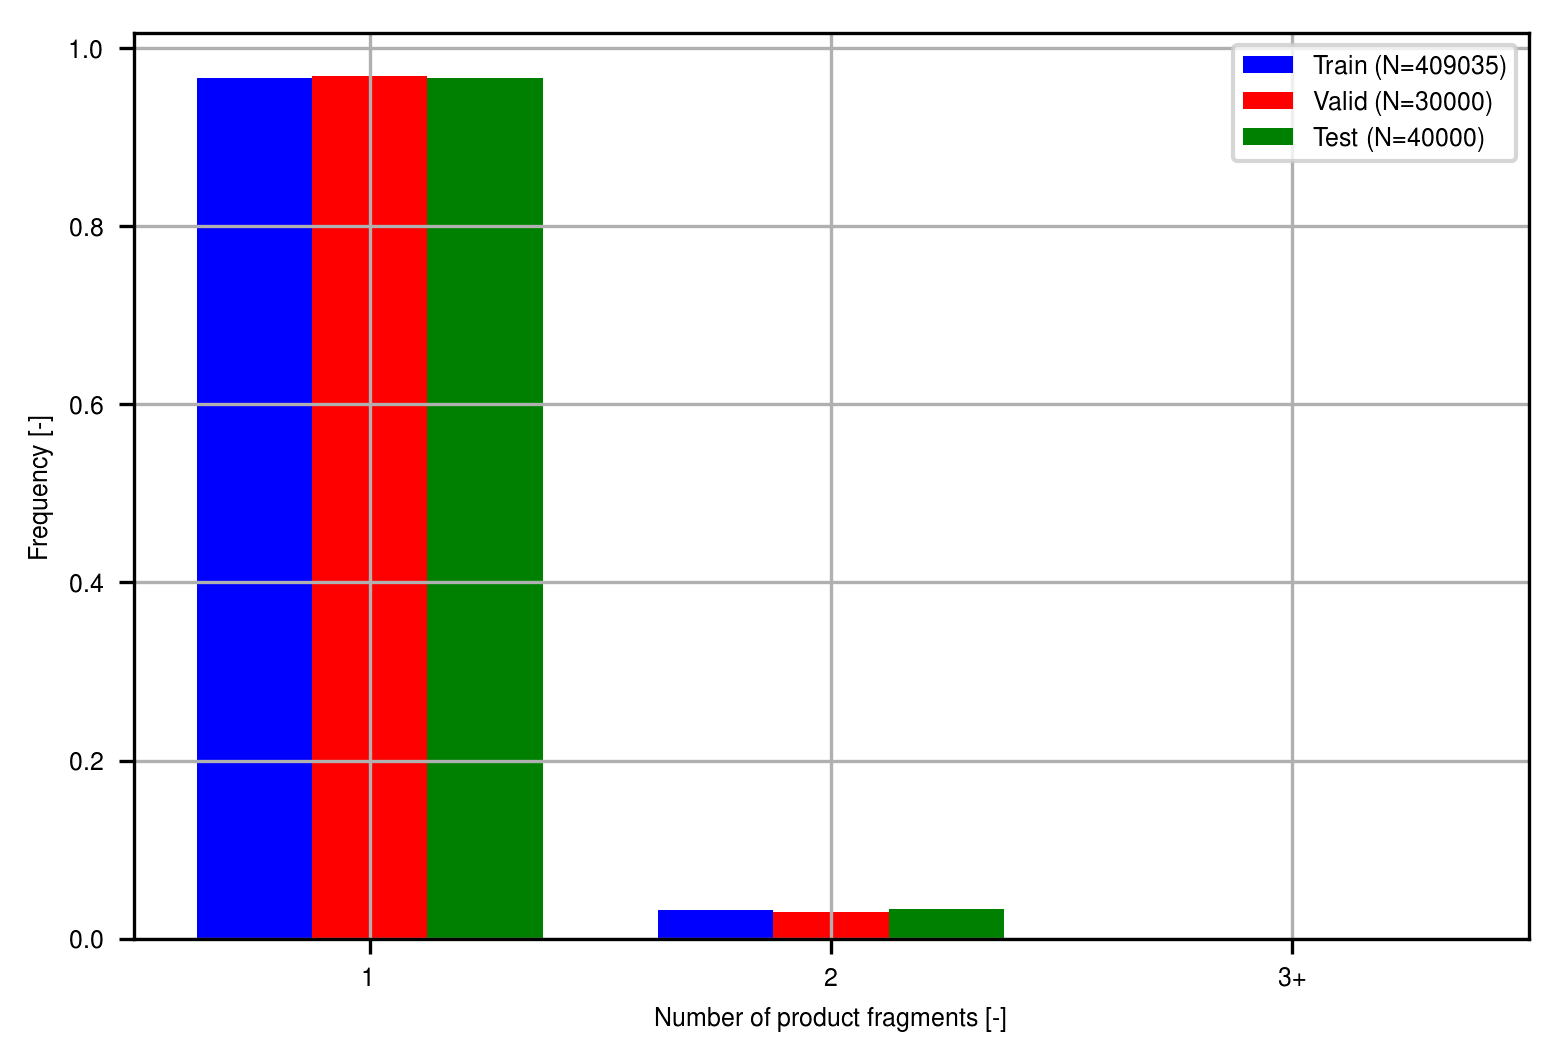 1.0
0.8
0.6
0.4
0.2
0.0
Frequency [-]
Train (N=409035)
Valid (N=30000)
Test (N=40000)
1
2
3+
Number of product fragments [-]